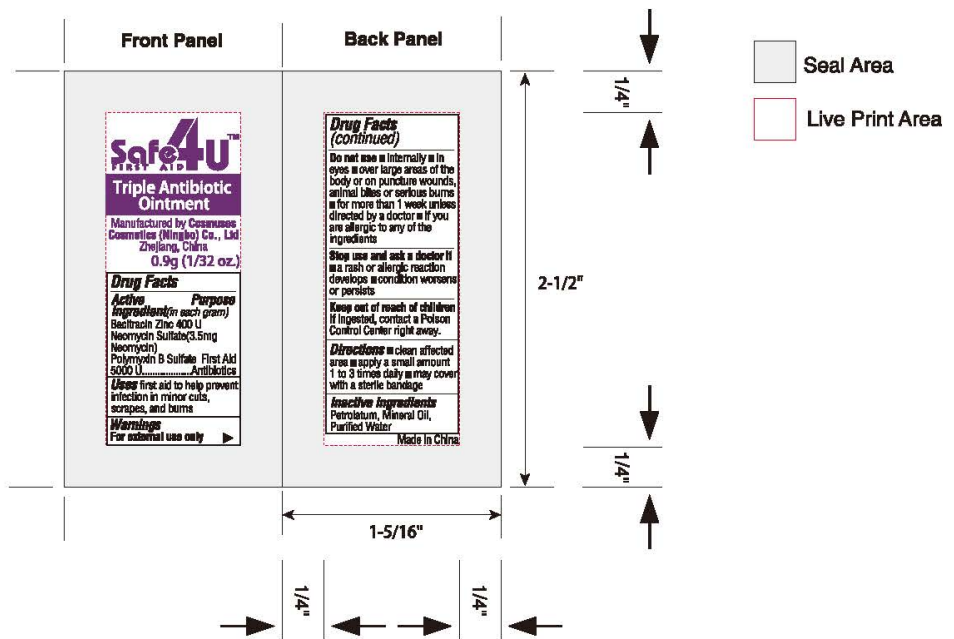 Front Panel
Back Panel
Seal Area
Live Print Area
Safe4U™
FIRST AID
Triple Antibiotic
Ointment
Manufactured by Cosmuses
Cosmetics (Ningbo) Co., Ltd
Zhejiang, China
0.9g (1/32 oz.)
Drug Facts
Active Purpose
Ingredient(in each gram)
Bacitracin Zinc 400 U
Neomycin Sulfate(3.5mg
Neomycin)
Polymyxin B Sulfate First Aid
5000 U..................Antibiotics
Uses first aid to help prevent
infection in minor cuts,
scrapes, and burns
Warnings
For external use only ▶
Drug Facts
(continued)
Do not use ■ internally ■ in
eyes ■ over large areas of the
body or on puncture wounds,
animal bites or serious burns
■ for more than 1 week unless
directed by a doctor ■ if you
are allergic to any of the
ingredients
Stop use and ask a doctor if
■ a rash or allergic reaction
develops ■ condition worsens
or persists
Keep out of reach of children
If ingested, contact a Poison
Control Center right away.
Directions ■ clean affected
area ■ apply a small amount
1 to 3 times daily ■ may cover
with a sterile bandage
Inactive Ingredients
Petrolatum, Mineral Oil,
Purified Water
Made in China
1/4"
2-1/2"
1/4"
1-5/16"
1/4"
1/4"